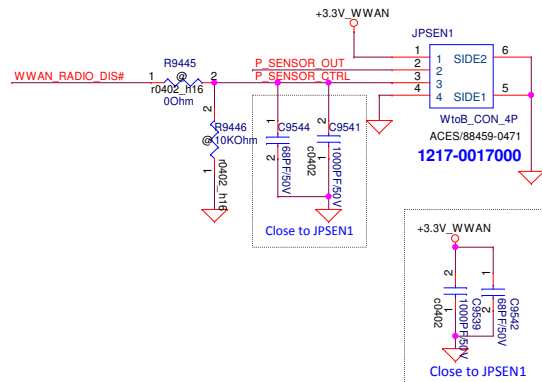 +3.3V_WWAN
JPSEN1
R9445
P_SENSOR_OUT
1 1 SIDE2 6
2 2
WWAN_RADIO_DIS# 1 @ 2 P_SENSOR_CTRL 3 3
4 4 SIDE1 5
r0402_h16
0Ohm
WtoB_CON_4P
ACES/88459-0471
1217-0017000
2
R9446
@ 10KOhm
1
r0402_h16
1
C9544
2
68PF/50V
1
C9541
2
c0402
1000PF/50V
Close to JPSEN1
+3.3V_WWAN
2
C9539
1
c0402
1000PF/50V
1
C9542
2
68PF/50V
Close to JPSEN1